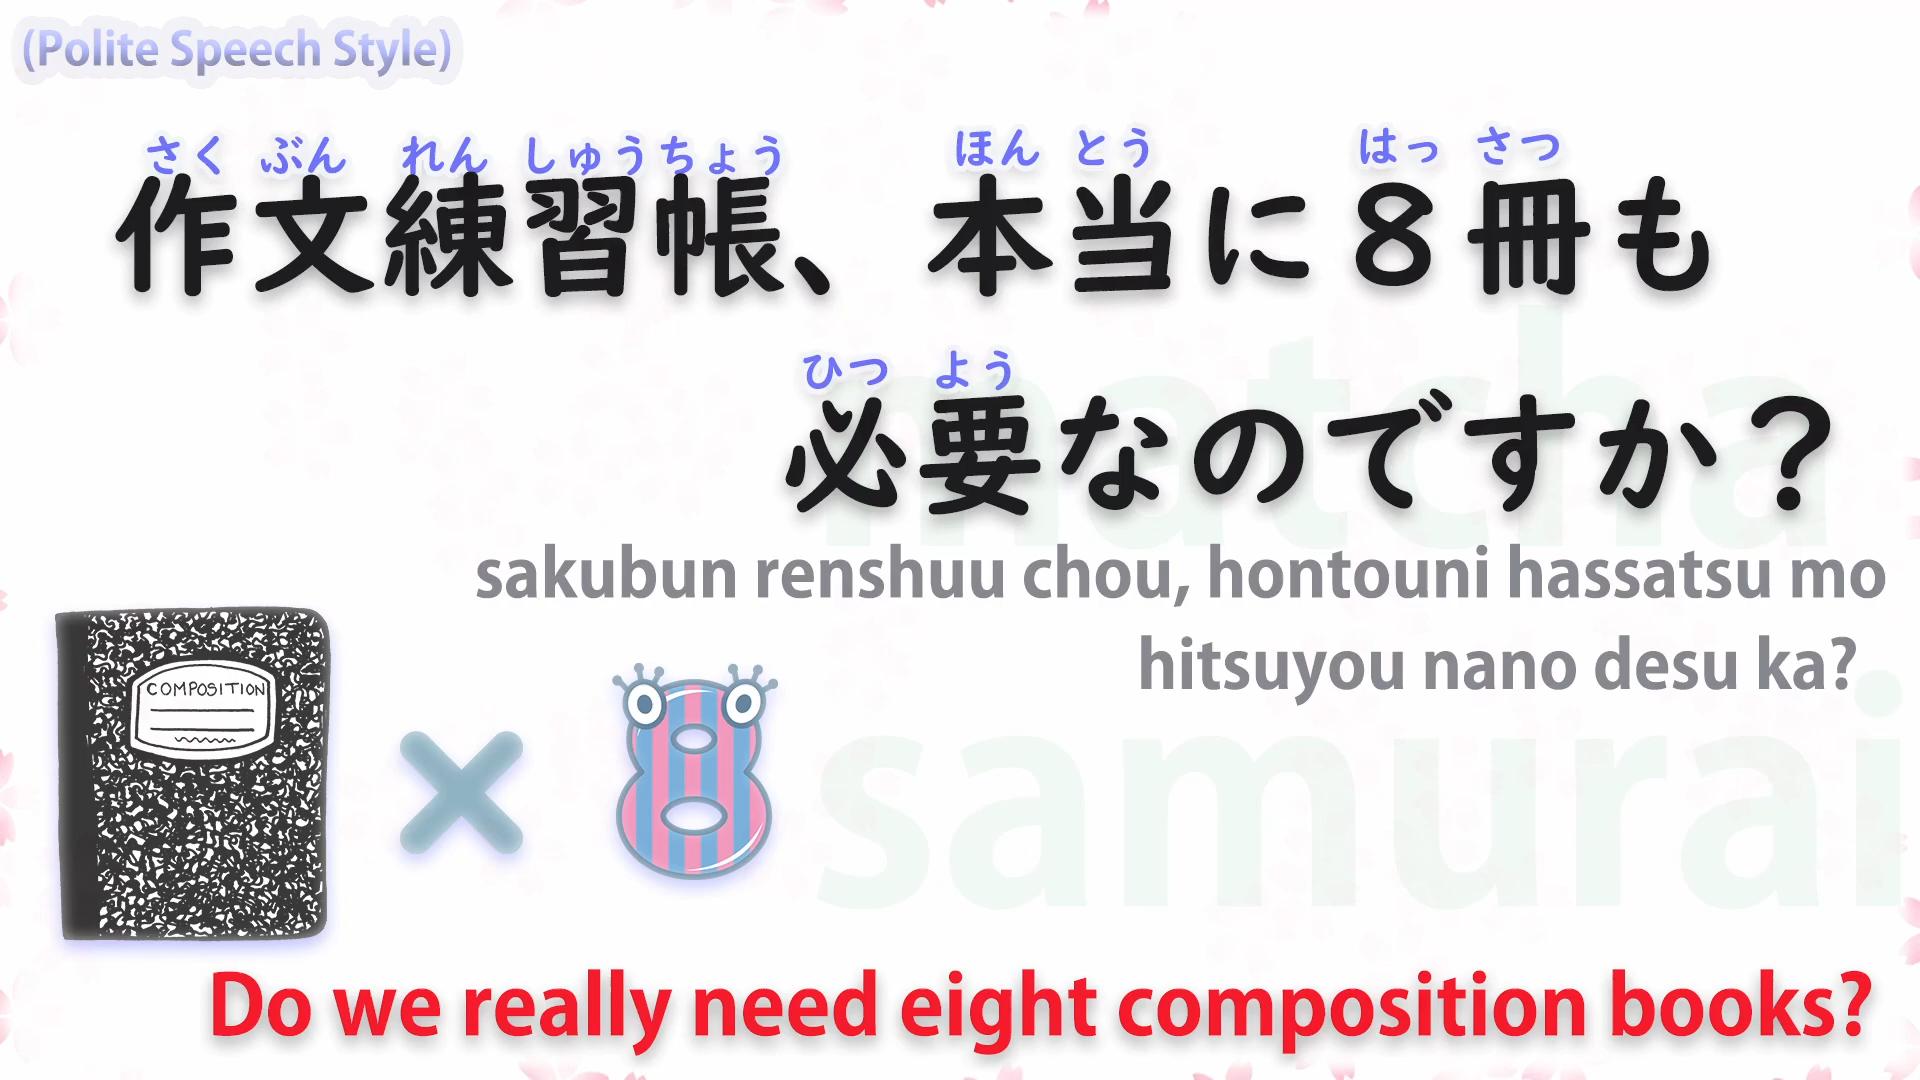 (Polite Speech Style)
さく ぶん れん しゅう ちょう ほん とう はっ さつ
作文練習帳、本当に８冊も
ひつ よう
必要なのですか？
matcha
sakubun renshuu chou, hontouni hassatsu mo
hitsuyou nano desu ka?
COMPOSITION
8
samurai
Do we really need eight composition books?